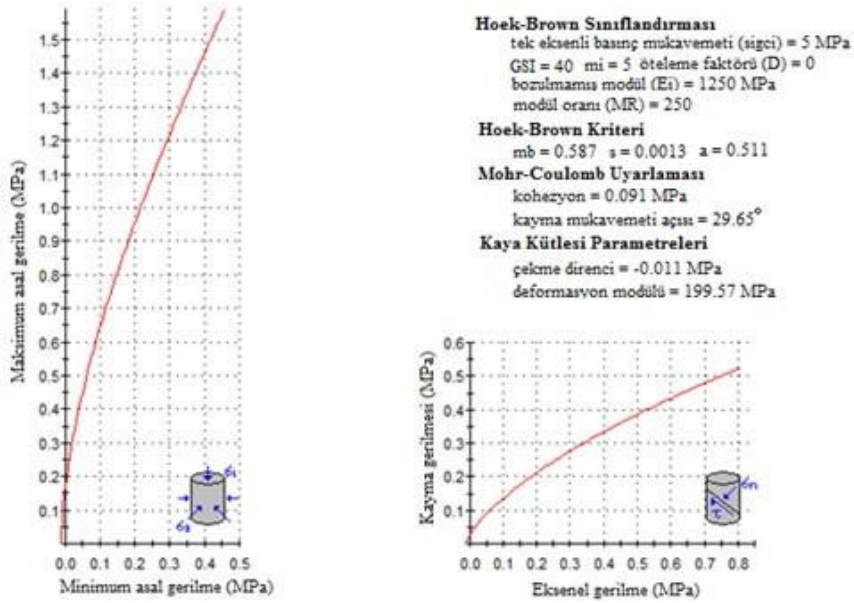 Maksimum asal gerilme (MPa)
1.5
1.4
1.3
1.2
1.1
1.0
0.9
0.8
0.7
0.6
0.5
0.4
0.3
0.2
0.1
σ1
σ3
0.0 0.1 0.2 0.3 0.4 0.5
Minimum asal gerilme (MPa)
Hoek-Brown Sınıflandırması
tek eksenli basınç mukavemeti (sigci) = 5 MPa
GSI = 40 mi = 5 öteleme faktörü (D) = 0
bozulmamıs modül (Ei) = 1250 MPa
modül oranı (MR) = 250
Hoek-Brown Kriteri
mb = 0.587 s = 0.0013 a = 0.511
Mohr-Coulomb Uyarlaması
kohezyon = 0.091 MPa
kayma mukavemeti açısı = 29.65°
Kaya Kütlesi Parametreleri
çekme direnci = -0.011 MPa
deformasyon modülü = 199.57 MPa
Kayma gerilmesi (MPa)
0.6
0.5
0.4
0.3
0.2
0.1
σn
τ
0.0 0.1 0.2 0.3 0.4 0.5 0.6 0.7 0.8
Eksenel gerilme (MPa)